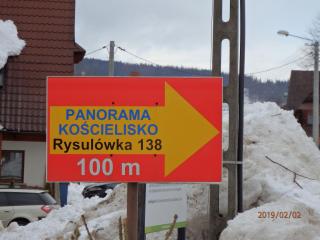 PANORAMA
KOŚCIELISKO
Rysulówka 138
100 m
2019/02/02